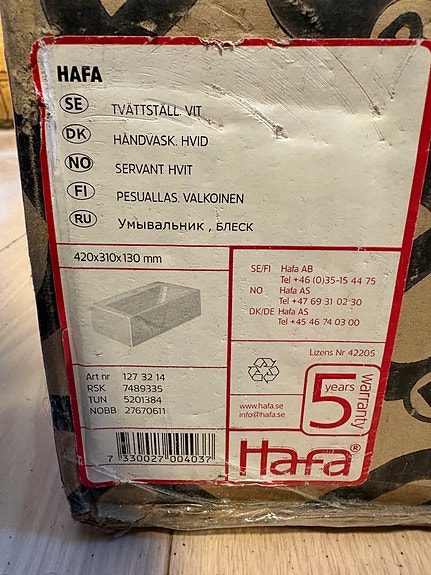 HAFA
SE TVÄTTSTÄLL. VIT
DK HÅNDVASK. HVID
NO SERVANT. HVIT
FI PESUALLAS. VALKOINEN
RU Умывальник , БЛЕСК
420x310x130 mm
SE/FI Hafa AB
Tel +46 (0)35-15 44 75
NO Hafa AS
Tel +47 69 31 02 30
DK/DE Hafa AS
Tel +45 46 74 03 00
Lizens Nr 42205
Art nr 127 32 14
RSK 7489335
TUN 5201384
NOBB 27670611
www.hafa.se
info@hafa.se
5 years warranty
7 330027 004037
Hafa®